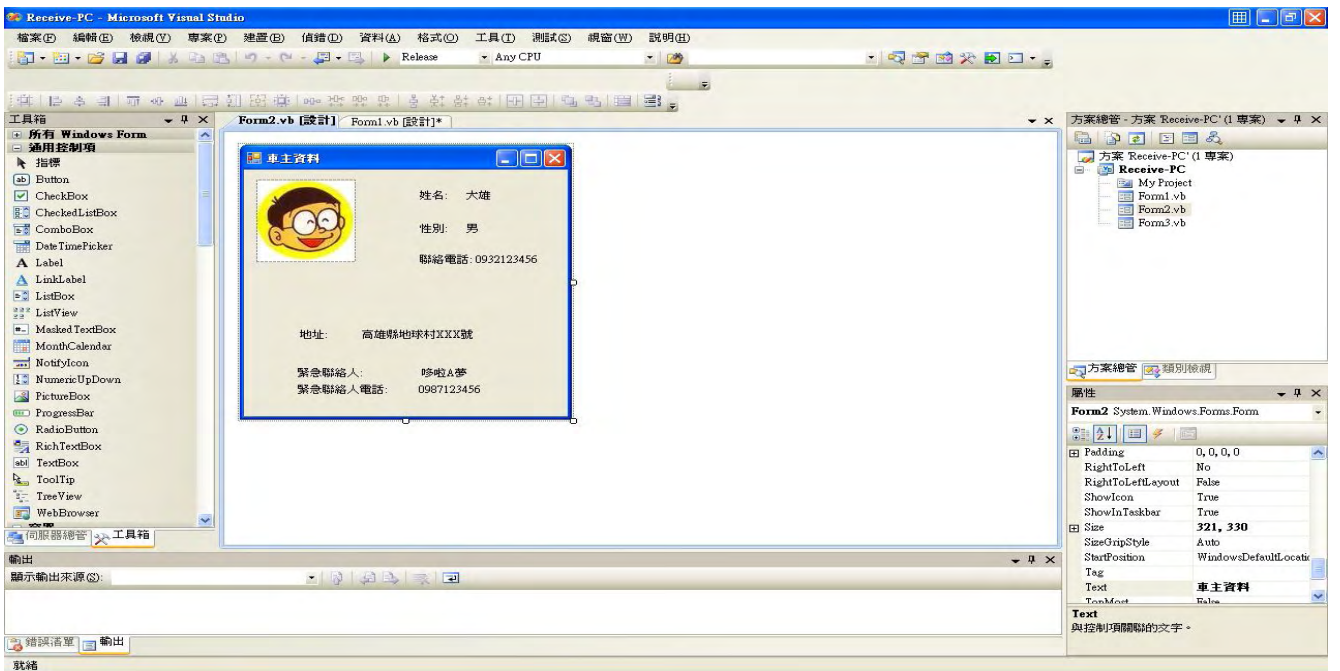 Receive-PC - Microsoft Visual Studio
檔案(F) 編輯(E) 檢視(V) 專案(P) 建置(B) 偵錯(D) 資料(A) 格式(O) 工具(T) 測試(S) 視窗(W) 說明(H)
Release Any CPU
工具箱
所有 Windows Form
通用控制項
指標
Button
CheckBox
CheckedListBox
ComboBox
DateTimePicker
Label
LinkLabel
ListBox
ListView
MaskedTextBox
MonthCalendar
NotifyIcon
NumericUpDown
PictureBox
ProgressBar
RadioButton
RichTextBox
TextBox
ToolTip
TreeView
WebBrowser
伺服器總管 工具箱
Form2.vb [設計] Form1.vb [設計]*
車主資料
姓名: 大雄
性別: 男
聯絡電話: 0932123456
地址: 高雄縣地球村XXX號
緊急聯絡人: 哆啦A夢
緊急聯絡人電話: 0987123456
方案總管 - 方案 'Receive-PC' (1 專案)
方案 'Receive-PC' (1 專案)
Receive-PC
My Project
Form1.vb
Form2.vb
Form3.vb
方案總管 類別檢視
屬性
Form2 System.Windows.Forms.Form
Padding 0, 0, 0, 0
RightToLeft No
RightToLeftLayout False
ShowIcon True
ShowInTaskbar True
Size 321, 330
SizeGripStyle Auto
StartPosition WindowsDefaultLocatio
Tag
Text 車主資料
TopMost False
Text
與控制項關聯的文字。
輸出
顯示輸出來源(S):
錯誤清單 輸出
就緒